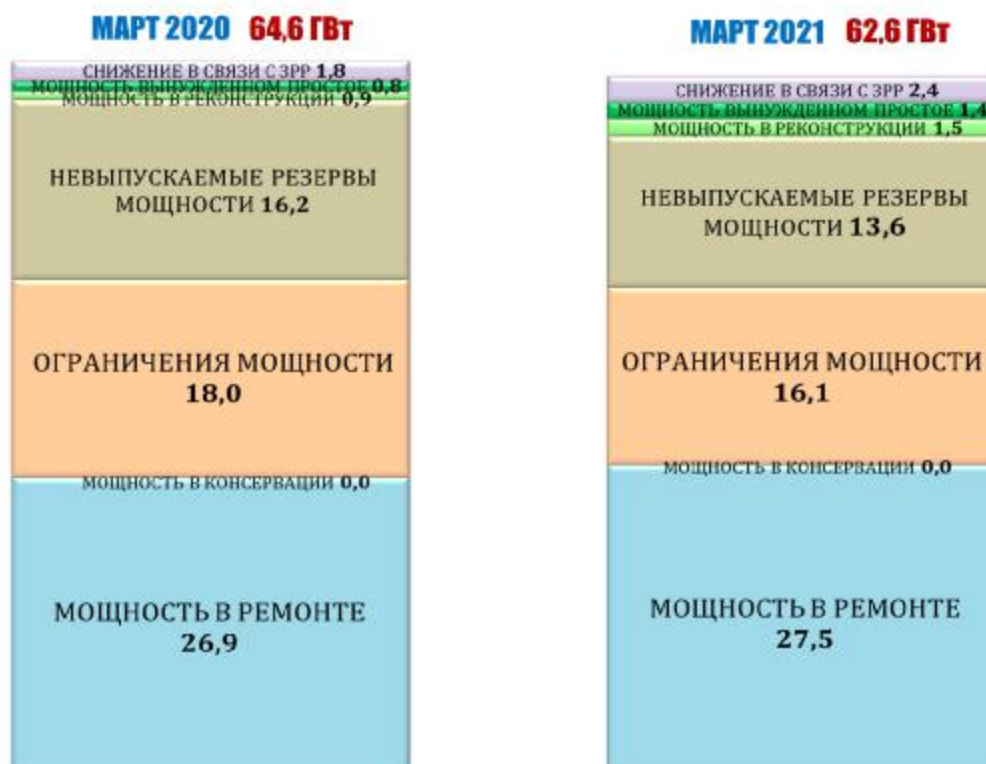 МАРТ 2020 64,6 ГВт
СНИЖЕНИЕ В СВЯЗИ С ЗРР 1,8
МОЩНОСТЬ ВЫНУЖДЕННОМ ПРОСТОЕ 0,8
МОЩНОСТЬ В РЕКОНСТРУКЦИИ 0,9
НЕВЫПУСКАЕМЫЕ РЕЗЕРВЫ
МОЩНОСТИ 16,2
ОГРАНИЧЕНИЯ МОЩНОСТИ
18,0
МОЩНОСТЬ В КОНСЕРВАЦИИ 0,0
МОЩНОСТЬ В РЕМОНТЕ
26,9
МАРТ 2021 62,6 ГВт
СНИЖЕНИЕ В СВЯЗИ С ЗРР 2,4
МОЩНОСТЬ ВЫНУЖДЕННОМ ПРОСТОЕ 1,4
МОЩНОСТЬ В РЕКОНСТРУКЦИИ 1,5
НЕВЫПУСКАЕМЫЕ РЕЗЕРВЫ
МОЩНОСТИ 13,6
ОГРАНИЧЕНИЯ МОЩНОСТИ
16,1
МОЩНОСТЬ В КОНСЕРВАЦИИ 0,0
МОЩНОСТЬ В РЕМОНТЕ
27,5